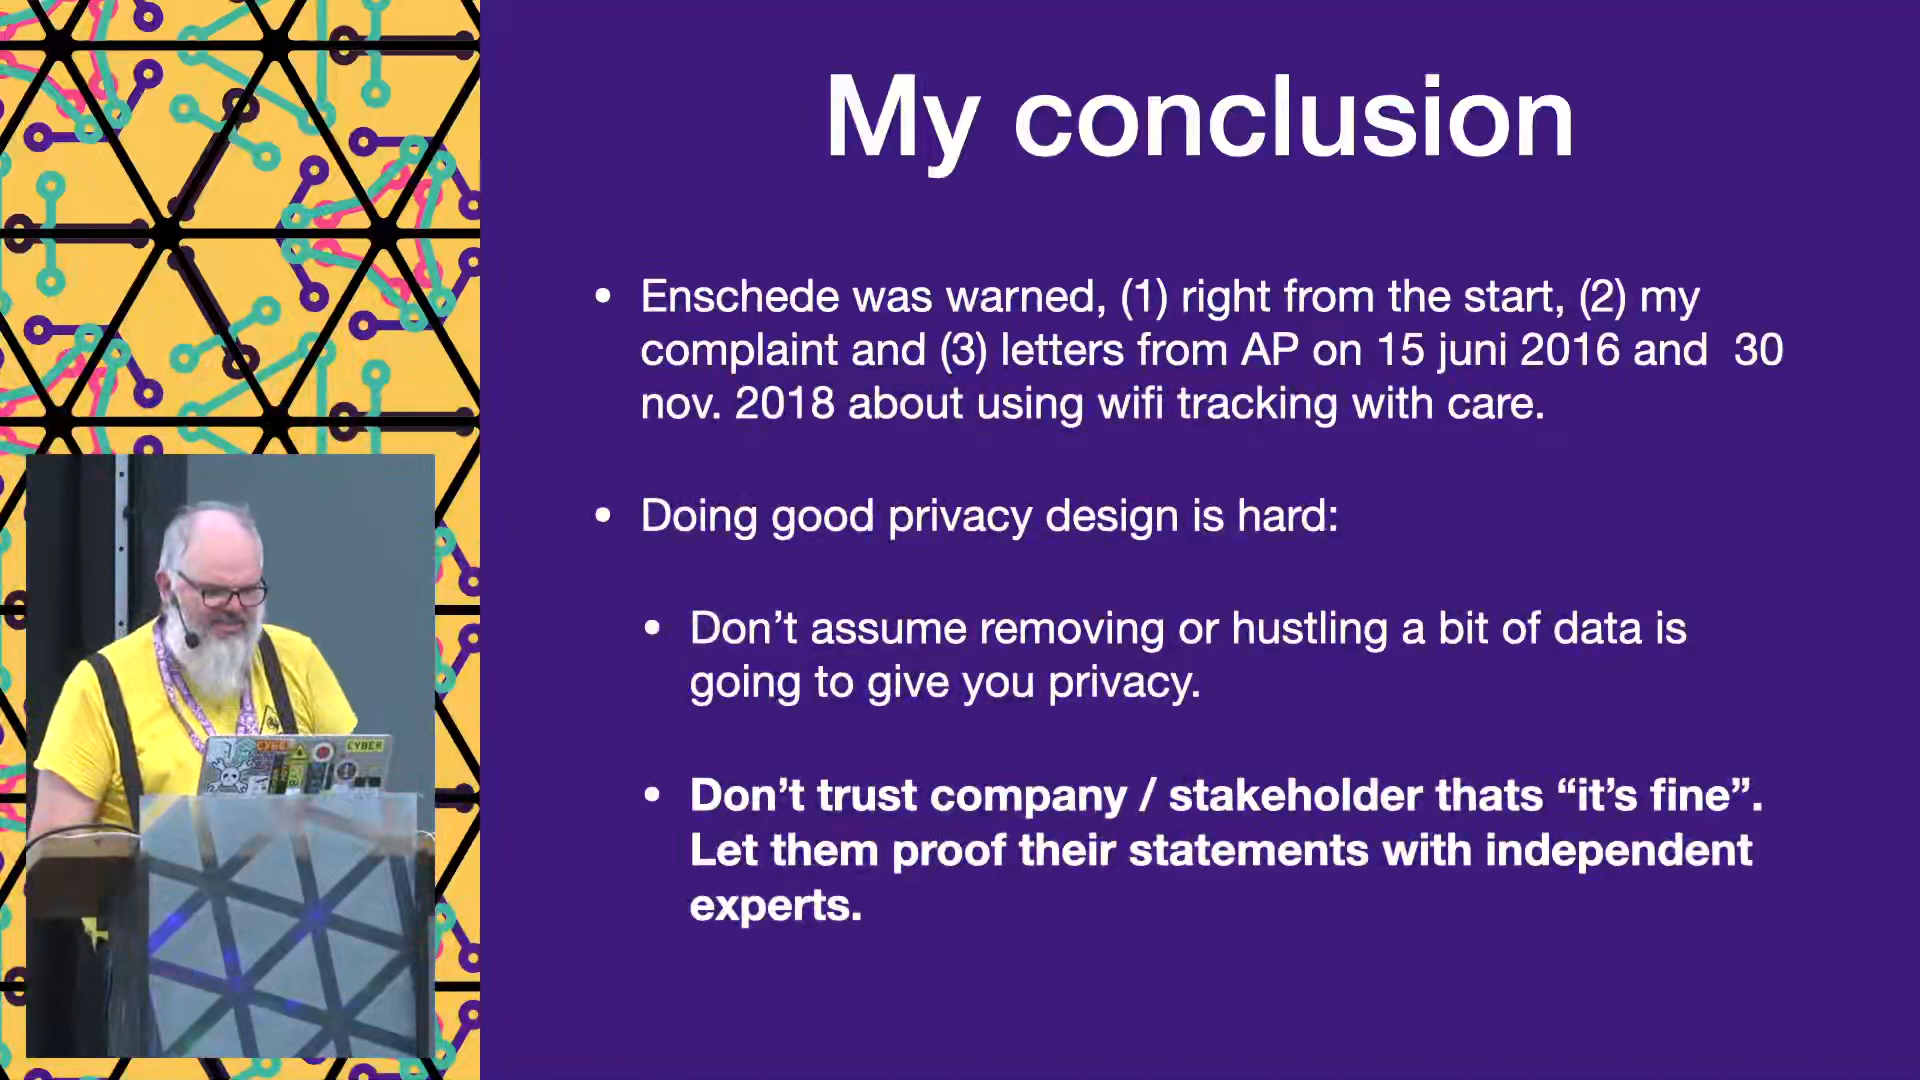 My conclusion
• Enschede was warned, (1) right from the start, (2) my
complaint and (3) letters from AP on 15 juni 2016 and  30
nov. 2018 about using wifi tracking with care.
• Doing good privacy design is hard:
• Don’t assume removing or hustling a bit of data is
going to give you privacy.
• Don’t trust company / stakeholder thats “it’s fine”.
Let them proof their statements with independent
experts.
CYBER